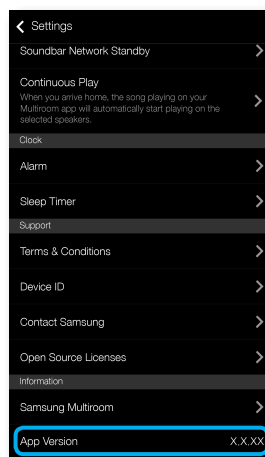 Settings
Soundbar Network Standby
Continuous Play
When you arrive home, the song playing on your
Multiroom app will automatically start playing on the
selected speakers.
Clock
Alarm
Sleep Timer
Support
Terms & Conditions
Device ID
Contact Samsung
Open Source Licenses
Information
Samsung Multiroom
App Version X.X.XX